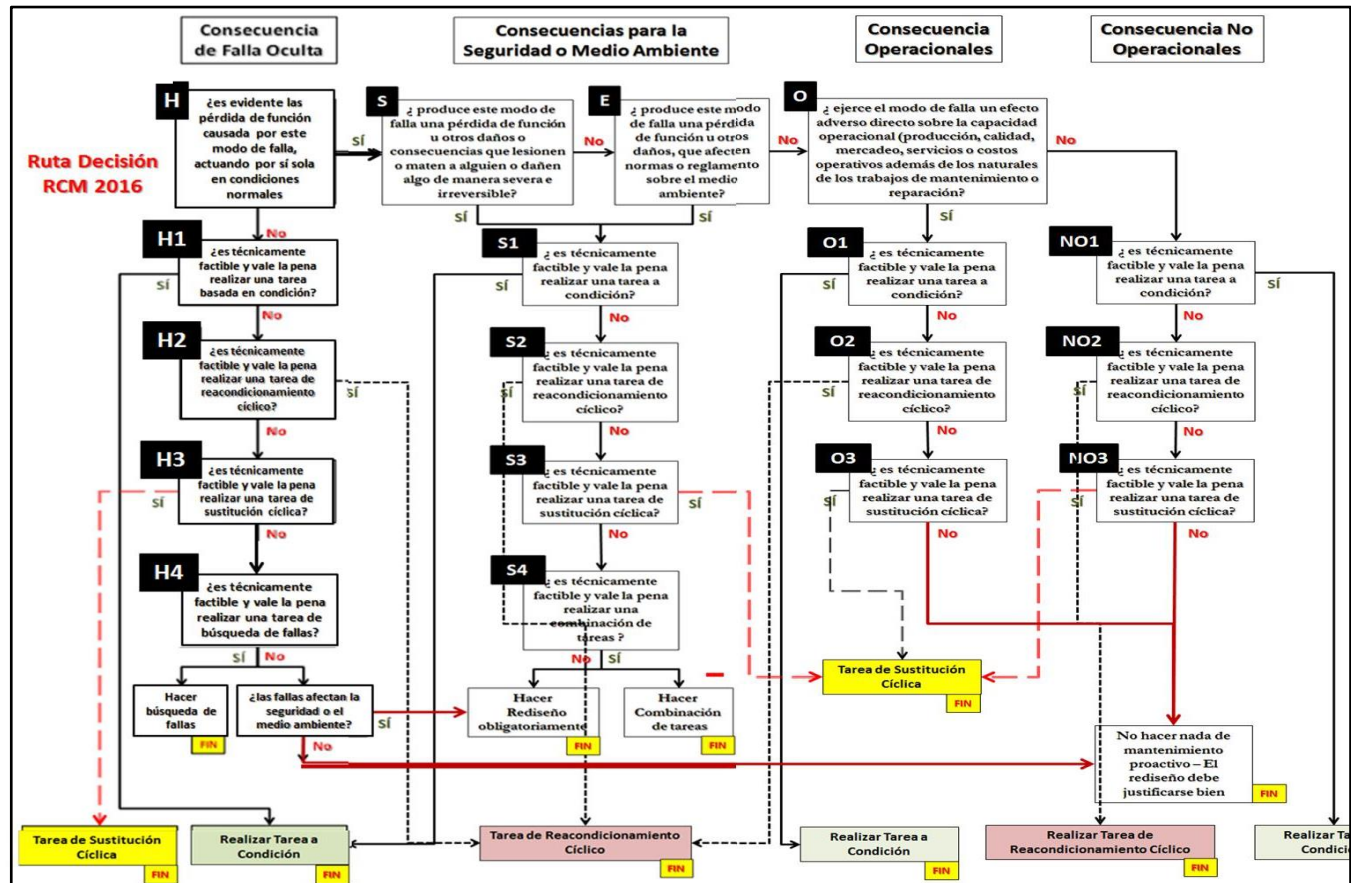 Consecuencia
de Falla Oculta
Consecuencias para la
Seguridad o Medio Ambiente
Consecuencia
Operacionales
Consecuencia No
Operacionales
Ruta Decisión
RCM 2016
H
¿es evidente las
pérdida de función
causada por este
modo de falla,
actuando por sí sola
en condiciones
normales
SÍ
No
S
¿ produce este modo de
falla una pérdida de función
u otros daños o
consecuencias que lesionen
o maten a alguien o dañen
algo de manera severa e
irreversible?
No
SÍ
E
¿ produce este modo
de falla una pérdida
de función u otros
daños, que afecten
normas o reglamento
sobre el medio
ambiente?
No
SÍ
O
¿ ejerce el modo de falla un efecto
adverso directo sobre la capacidad
operacional (producción, calidad,
mercadeo, servicios o costos
operativos además de los naturales
de los trabajos de mantenimiento o
reparación?
No
SÍ
H1
¿es técnicamente
factible y vale la pena
realizar una tarea
basada en condición?
SÍ
No
S1
¿ es técnicamente
factible y vale la pena
realizar una tarea a
condición?
SÍ
No
O1
¿ es técnicamente
factible y vale la pena
realizar una tarea a
condición?
SÍ
No
NO1
¿ es técnicamente
factible y vale la pena
realizar una tarea a
condición?
SÍ
No
H2
¿es técnicamente
factible y vale la pena
realizar una tarea de
reacondicionamiento
cíclico?
SÍ
No
S2
¿ es técnicamente
factible y vale la pena
realizar una tarea de
reacondicionamiento
cíclico?
SÍ
No
O2
¿ es técnicamente
factible y vale la pena
realizar una tarea de
reacondicionamiento
cíclico?
SÍ
No
NO2
¿ es técnicamente
factible y vale la pena
realizar una tarea de
reacondicionamiento
cíclico?
SÍ
No
H3
¿es técnicamente
factible y vale la pena
realizar una tarea de
sustitución cíclica?
SÍ
No
S3
¿ es técnicamente
factible y vale la pena
realizar una tarea de
sustitución cíclica?
SÍ
No
O3
¿ es técnicamente
factible y vale la pena
realizar una tarea de
sustitución cíclica?
SÍ
No
NO3
¿ es técnicamente
factible y vale la pena
realizar una tarea de
sustitución cíclica?
SÍ
No
H4
¿es técnicamente
factible y vale la pena
realizar una tarea de
búsqueda de fallas?
SÍ
No
S4
¿ es técnicamente
factible y vale la pena
realizar una
combinación de
tareas ?
No
SÍ
Hacer
búsqueda de
fallas
FIN
¿las fallas afectan la
seguridad o el
medio ambiente?
SÍ
No
Hacer
Rediseño
obligatoriamente
FIN
Hacer
Combinación
de tareas
FIN
Tarea de Sustitución
Cíclica
FIN
No hacer nada de
mantenimiento
proactivo – El
rediseño debe
justificarse bien
FIN
Tarea de Sustitución
Cíclica
FIN
Realizar Tarea a
Condición
FIN
Tarea de Reacondicionamiento
Cíclico
FIN
Realizar Tarea a
Condición
FIN
Realizar Tarea de
Reacondicionamiento Cíclico
FIN
Realizar